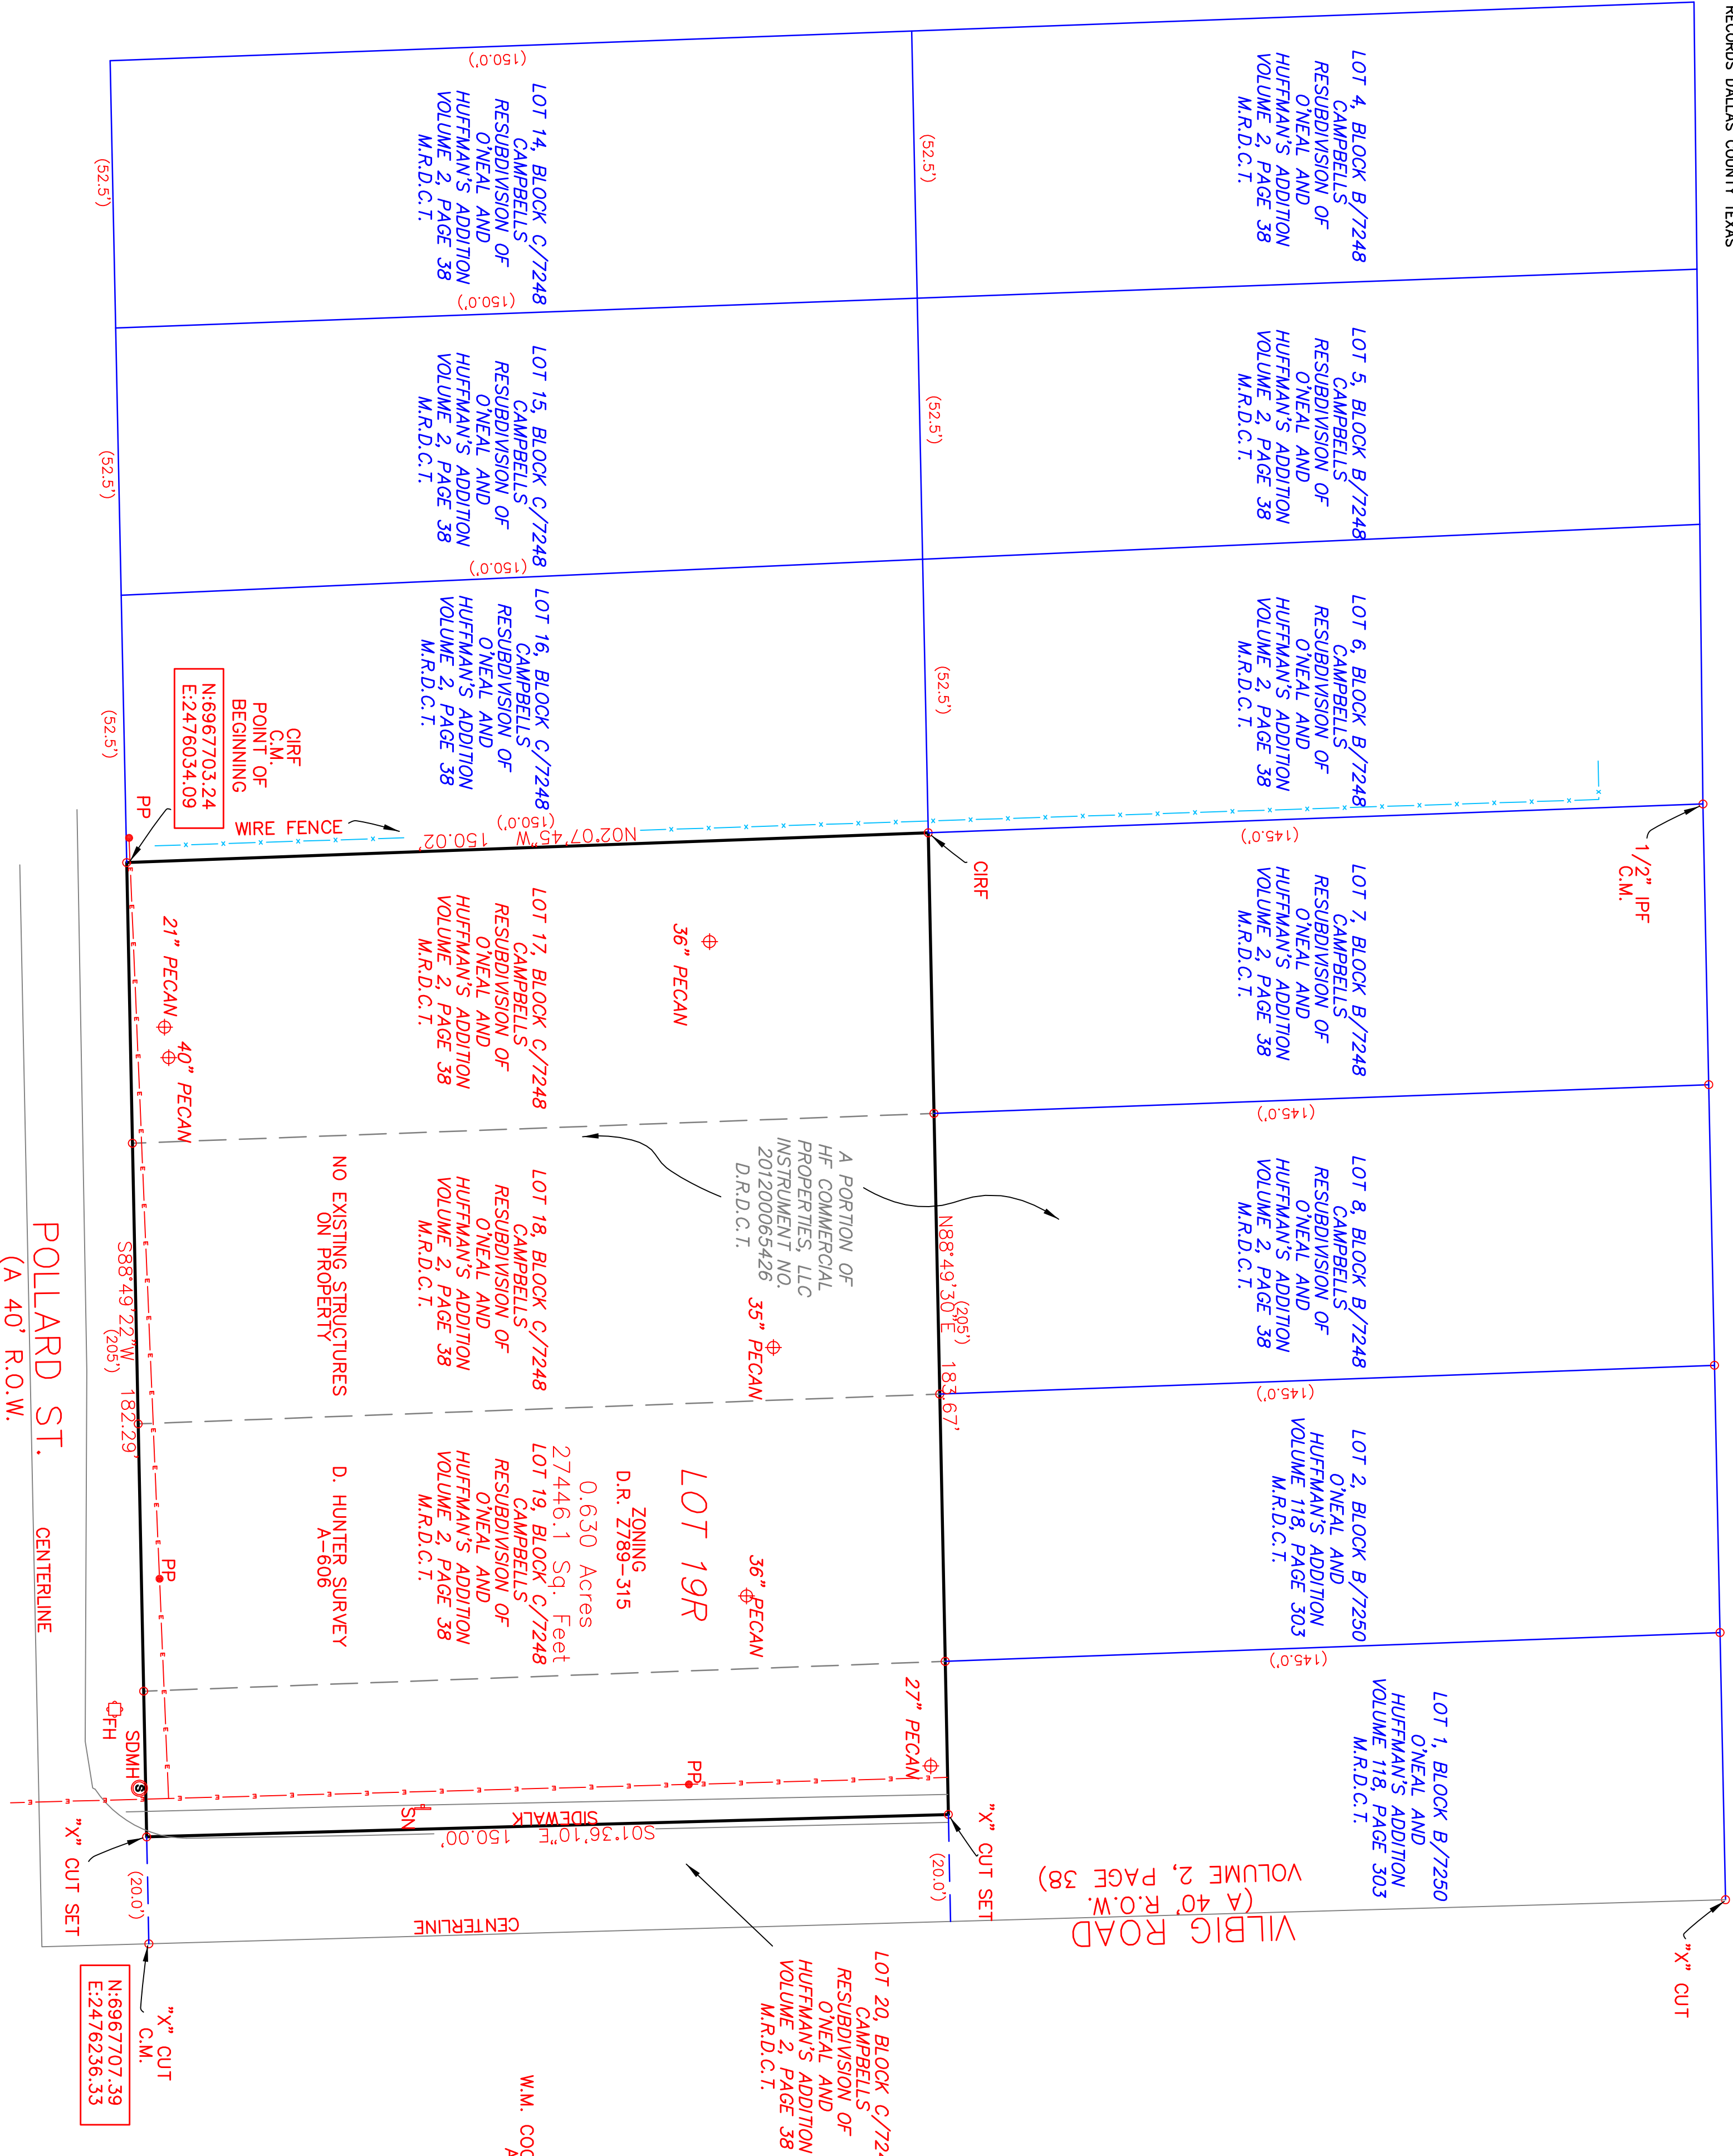 RECORDS DALLAS COUNTY TEXAS
LOT 4, BLOCK B/7248
CAMPBELLS
RESUBDIVISION OF
O'NEAL AND
HUFFMAN'S ADDITION
VOLUME 2, PAGE 38
M.R.D.C.T.
LOT 5, BLOCK B/7248
CAMPBELLS
RESUBDIVISION OF
O'NEAL AND
HUFFMAN'S ADDITION
VOLUME 2, PAGE 38
M.R.D.C.T.
LOT 6, BLOCK B/7248
CAMPBELLS
RESUBDIVISION OF
O'NEAL AND
HUFFMAN'S ADDITION
VOLUME 2, PAGE 38
M.R.D.C.T.
1/2" IPF
C.M.
LOT 7, BLOCK B/7248
CAMPBELLS
RESUBDIVISION OF
O'NEAL AND
HUFFMAN'S ADDITION
VOLUME 2, PAGE 38
M.R.D.C.T.
LOT 8, BLOCK B/7248
CAMPBELLS
RESUBDIVISION OF
O'NEAL AND
HUFFMAN'S ADDITION
VOLUME 2, PAGE 38
M.R.D.C.T.
LOT 2, BLOCK B/7250
O'NEAL AND
HUFFMAN'S ADDITION
VOLUME 118, PAGE 303
M.R.D.C.T.
LOT 1, BLOCK B/7250
O'NEAL AND
HUFFMAN'S ADDITION
VOLUME 118, PAGE 303
M.R.D.C.T.
"X" CUT
(145.0')
(145.0')
(145.0')
(145.0')
VILBIG ROAD
(A 40' R.O.W.
VOLUME 2, PAGE 38)
(52.5')
(52.5')
(52.5')
CIRF
N88°49'30"E 183.67'
(205')
"X" CUT SET
(20.0')
(150.0')
LOT 14, BLOCK C/7248
CAMPBELLS
RESUBDIVISION OF
O'NEAL AND
HUFFMAN'S ADDITION
VOLUME 2, PAGE 38
M.R.D.C.T.
(150.0')
LOT 15, BLOCK C/7248
CAMPBELLS
RESUBDIVISION OF
O'NEAL AND
HUFFMAN'S ADDITION
VOLUME 2, PAGE 38
M.R.D.C.T.
(150.0')
LOT 16, BLOCK C/7248
CAMPBELLS
RESUBDIVISION OF
O'NEAL AND
HUFFMAN'S ADDITION
VOLUME 2, PAGE 38
M.R.D.C.T.
(150.0')
N02°07'45"W 150.02'
WIRE FENCE
CIRF
C.M.
POINT OF
BEGINNING
N:6967703.24
E:2476034.09
PP
36" PECAN
LOT 17, BLOCK C/7248
CAMPBELLS
RESUBDIVISION OF
O'NEAL AND
HUFFMAN'S ADDITION
VOLUME 2, PAGE 38
M.R.D.C.T.
21" PECAN
40" PECAN
A PORTION OF
HF COMMERCIAL
PROPERTIES, LLC
INSTRUMENT NO.
201200065426
D.R.D.C.T.
35" PECAN
LOT 18, BLOCK C/7248
CAMPBELLS
RESUBDIVISION OF
O'NEAL AND
HUFFMAN'S ADDITION
VOLUME 2, PAGE 38
M.R.D.C.T.
NO EXISTING STRUCTURES
ON PROPERTY
36" PECAN
LOT 19R
ZONING
D.R. Z789-315
0.630 Acres
27446.1 Sq. Feet
LOT 19, BLOCK C/7248
CAMPBELLS
RESUBDIVISION OF
O'NEAL AND
HUFFMAN'S ADDITION
VOLUME 2, PAGE 38
M.R.D.C.T.
D. HUNTER SURVEY
A-606
27" PECAN
PP
PP
SN
SIDEWALK
S01°36'10"E 150.00'
CENTERLINE
FH
SDMH
S
"X" CUT SET
(20.0')
"X" CUT
C.M.
N:6967707.39
E:2476236.33
LOT 20, BLOCK C/724
CAMPBELLS
RESUBDIVISION OF
O'NEAL AND
HUFFMAN'S ADDITION
VOLUME 2, PAGE 38
M.R.D.C.T.
W.M. COO
A
(52.5')
(52.5')
(52.5')
S88°49'22"W 182.29'
(205')
POLLARD ST.
(A 40' R.O.W.
CENTERLINE